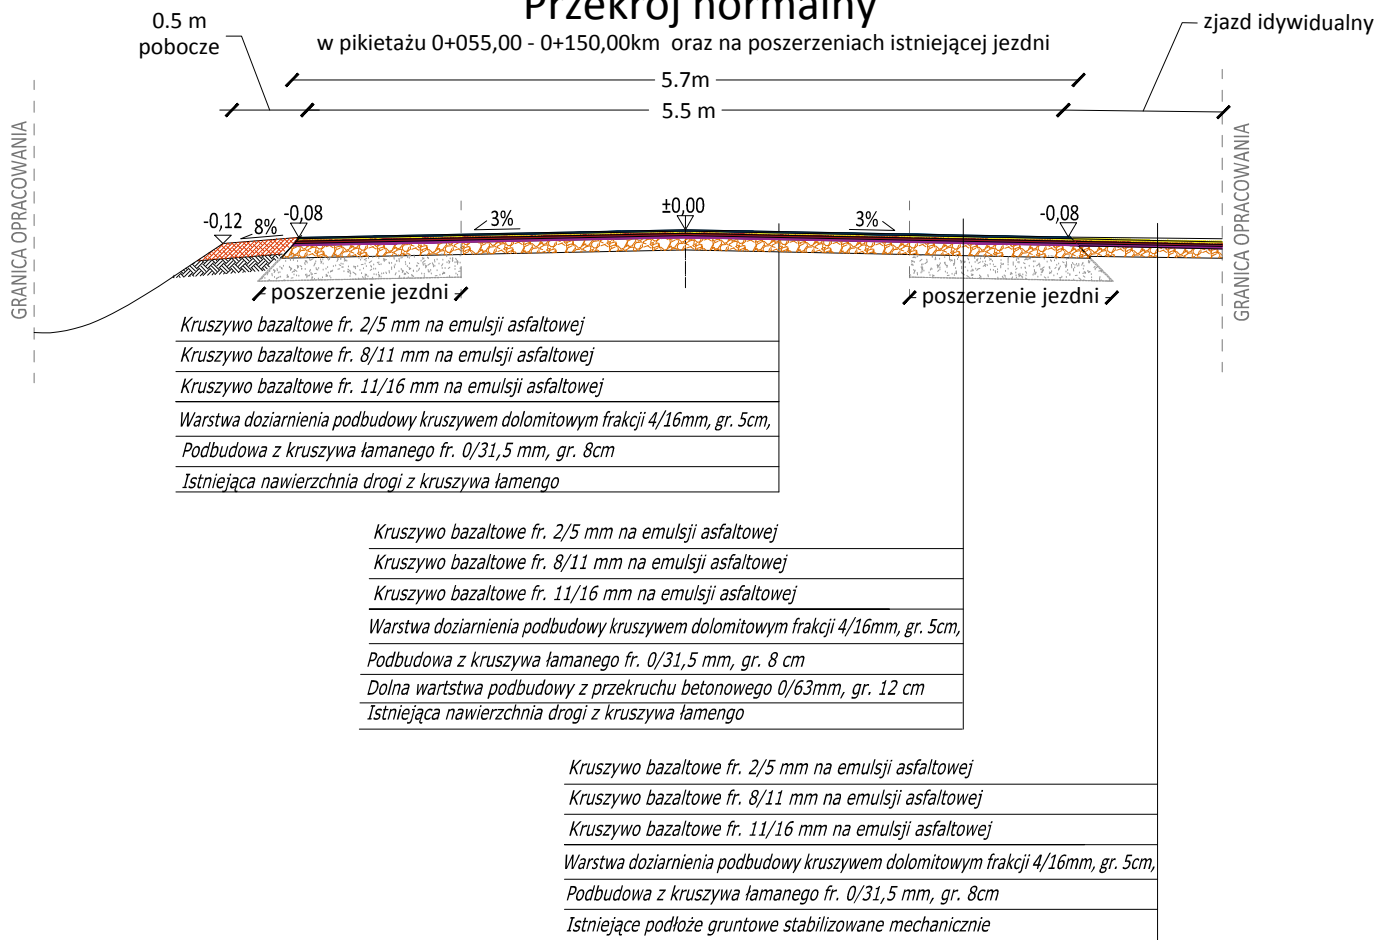 Przekrój normalny
w pikietażu 0+055,00 - 0+150,00km oraz na poszerzeniach istniejącej jezdni
0.5 m
pobocze
zjazd idywidualny
5.7m
5.5 m
GRANICA OPRACOWANIA
GRANICA OPRACOWANIA
-0,12
8%
-0,08
3%
±0,00
3%
-0,08
poszerzenie jezdni
poszerzenie jezdni
Kruszywo bazaltowe fr. 2/5 mm na emulsji asfaltowej
Kruszywo bazaltowe fr. 8/11 mm na emulsji asfaltowej
Kruszywo bazaltowe fr. 11/16 mm na emulsji asfaltowej
Warstwa doziarnienia podbudowy kruszywem dolomitowym frakcji 4/16mm, gr. 5cm,
Podbudowa z kruszywa łamanego fr. 0/31,5 mm, gr. 8cm
Istniejąca nawierzchnia drogi z kruszywa łamengo
Kruszywo bazaltowe fr. 2/5 mm na emulsji asfaltowej
Kruszywo bazaltowe fr. 8/11 mm na emulsji asfaltowej
Kruszywo bazaltowe fr. 11/16 mm na emulsji asfaltowej
Warstwa doziarnienia podbudowy kruszywem dolomitowym frakcji 4/16mm, gr. 5cm,
Podbudowa z kruszywa łamanego fr. 0/31,5 mm, gr. 8 cm
Dolna wartstwa podbudowy z przekruchu betonowego 0/63mm, gr. 12 cm
Istniejąca nawierzchnia drogi z kruszywa łamengo
Kruszywo bazaltowe fr. 2/5 mm na emulsji asfaltowej
Kruszywo bazaltowe fr. 8/11 mm na emulsji asfaltowej
Kruszywo bazaltowe fr. 11/16 mm na emulsji asfaltowej
Warstwa doziarnienia podbudowy kruszywem dolomitowym frakcji 4/16mm, gr. 5cm,
Podbudowa z kruszywa łamanego fr. 0/31,5 mm, gr. 8cm
Istniejące podłoże gruntowe stabilizowane mechanicznie